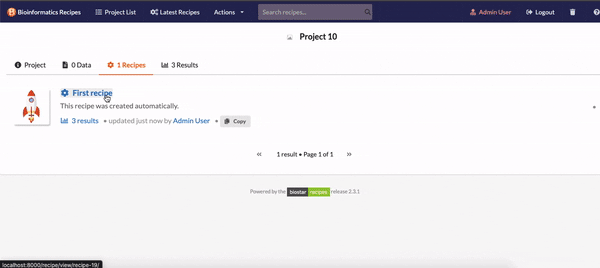 Bioinformatics Recipes Project List Latest Recipes Actions Search recipes... Admin User Logout ?
Project 10
Project 0 Data 1 Recipes 3 Results
First recipe
This recipe was created automatically.
3 results • updated just now by Admin User • Copy
« 1 result • Page 1 of 1 »
Powered by the biostar recipes release 2.3.1
localhost:8000/recipe/view/recipe-19/